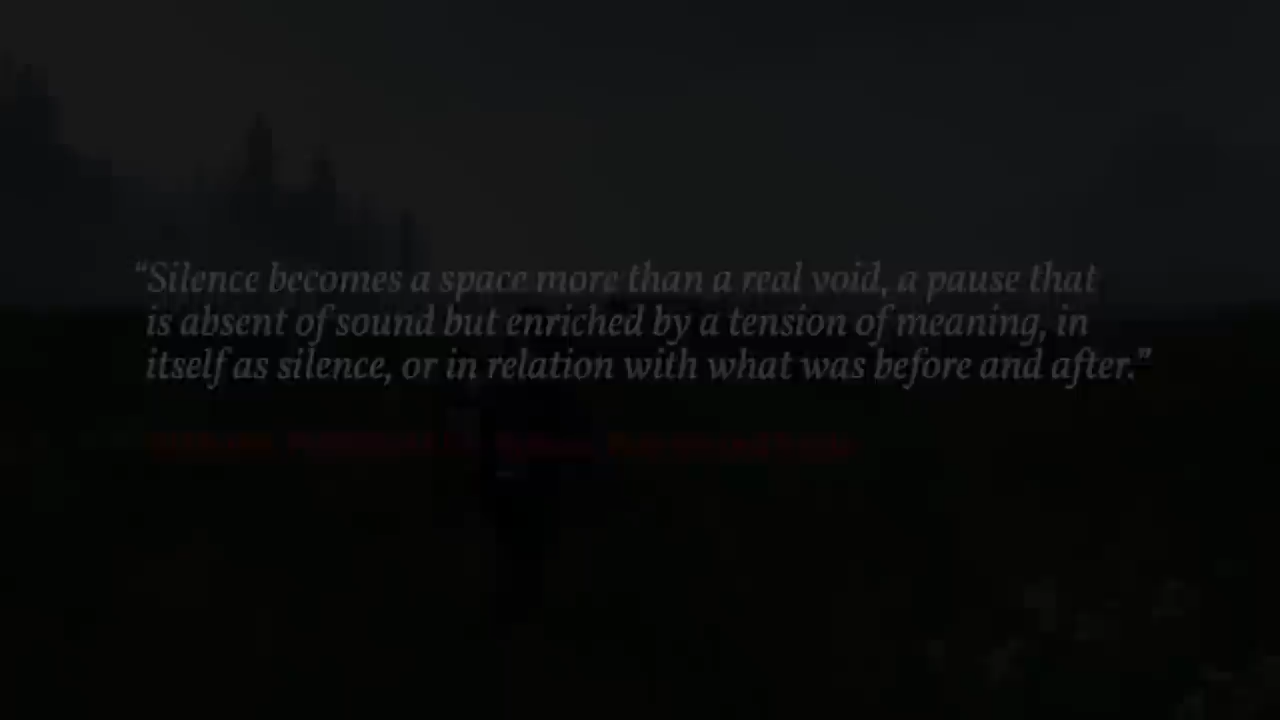 “Silence becomes a space more than a real void, a pause that
is absent of sound but enriched by a tension of meaning, in
itself as silence, or in relation with what was before and after.”